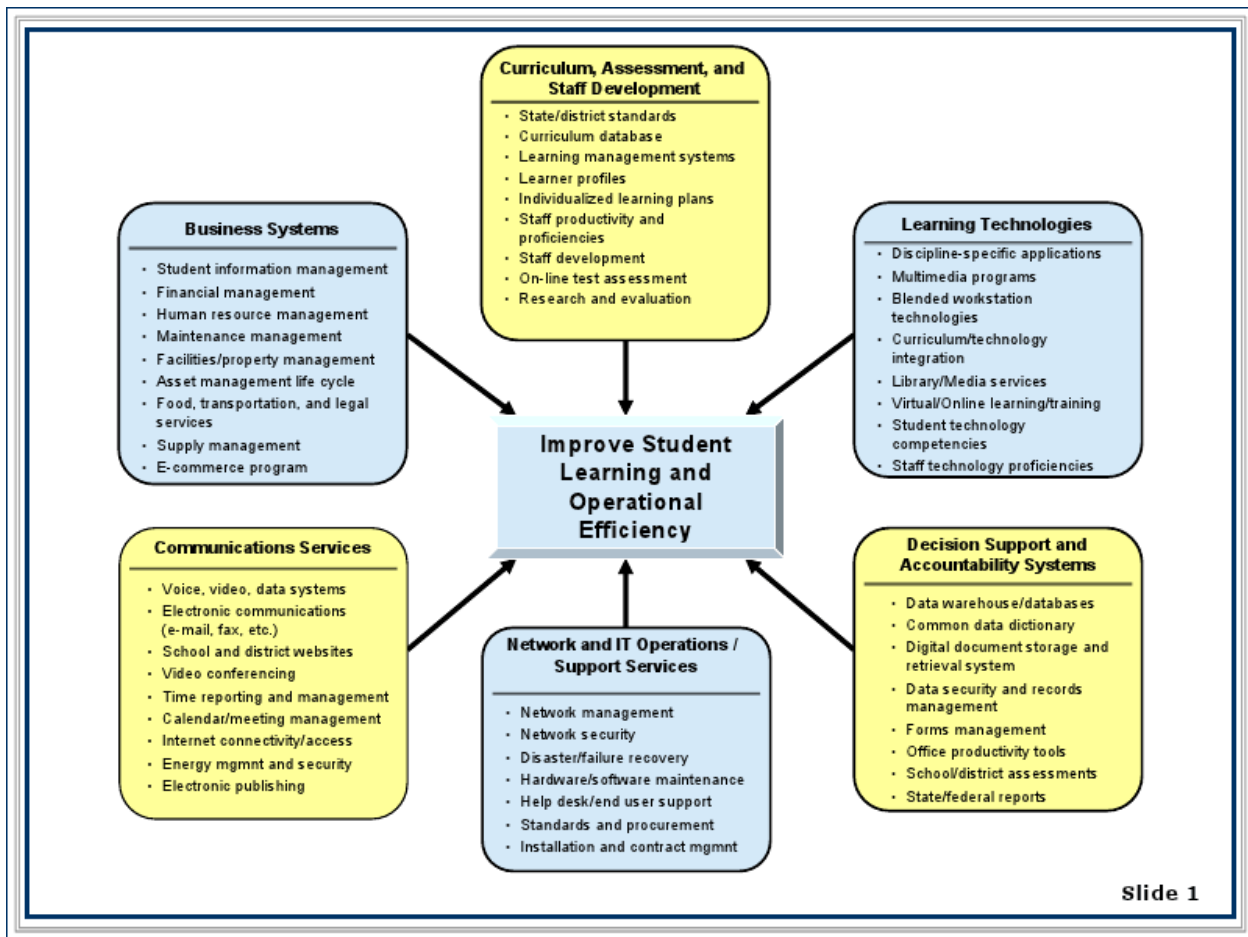 Curriculum, Assessment, and
Staff Development
· State/district standards
· Curriculum database
· Learning management systems
· Learner profiles
· Individualized learning plans
· Staff productivity and
proficiencies
· Staff development
· On-line test assessment
· Research and evaluation
Business Systems
· Student information management
· Financial management
· Human resource management
· Maintenance management
· Facilities/property management
· Asset management life cycle
· Food, transportation, and legal
services
· Supply management
· E-commerce program
Learning Technologies
· Discipline-specific applications
· Multimedia programs
· Blended workstation
technologies
· Curriculum/technology
integration
· Library/Media services
· Virtual/Online learning/training
· Student technology
competencies
· Staff technology proficiencies
Improve Student
Learning and
Operational
Efficiency
Communications Services
· Voice, video, data systems
· Electronic communications
(e-mail, fax, etc.)
· School and district websites
· Video conferencing
· Time reporting and management
· Calendar/meeting management
· Internet connectivity/access
· Energy mgmnt and security
· Electronic publishing
Network and IT Operations /
Support Services
· Network management
· Network security
· Disaster/failure recovery
· Hardware/software maintenance
· Help desk/end user support
· Standards and procurement
· Installation and contract mgmnt
Decision Support and
Accountability Systems
· Data warehouse/databases
· Common data dictionary
· Digital document storage and
retrieval system
· Data security and records
management
· Forms management
· Office productivity tools
· School/district assessments
· State/federal reports
Slide 1